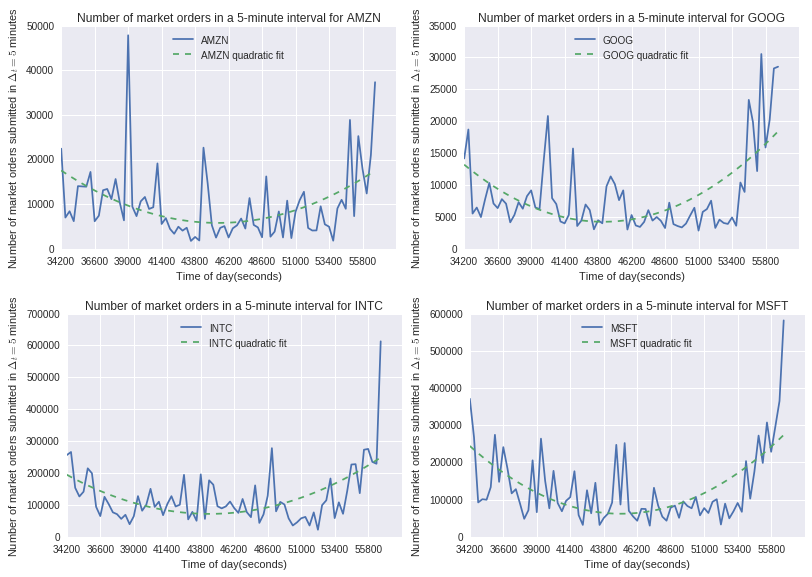 Number of market orders in a 5-minute interval for AMZN
Number of market orders submitted in Δt = 5 minutes
50000
40000
30000
20000
10000
0
AMZN
AMZN quadratic fit
34200 36600 39000 41400 43800 46200 48600 51000 53400 55800
Time of day(seconds)
Number of market orders in a 5-minute interval for GOOG
Number of market orders submitted in Δt = 5 minutes
35000
30000
25000
20000
15000
10000
5000
0
GOOG
GOOG quadratic fit
34200 36600 39000 41400 43800 46200 48600 51000 53400 55800
Time of day(seconds)
Number of market orders in a 5-minute interval for INTC
Number of market orders submitted in Δt = 5 minutes
700000
600000
500000
400000
300000
200000
100000
0
INTC
INTC quadratic fit
34200 36600 39000 41400 43800 46200 48600 51000 53400 55800
Time of day(seconds)
Number of market orders in a 5-minute interval for MSFT
Number of market orders submitted in Δt = 5 minutes
600000
500000
400000
300000
200000
100000
0
MSFT
MSFT quadratic fit
34200 36600 39000 41400 43800 46200 48600 51000 53400 55800
Time of day(seconds)